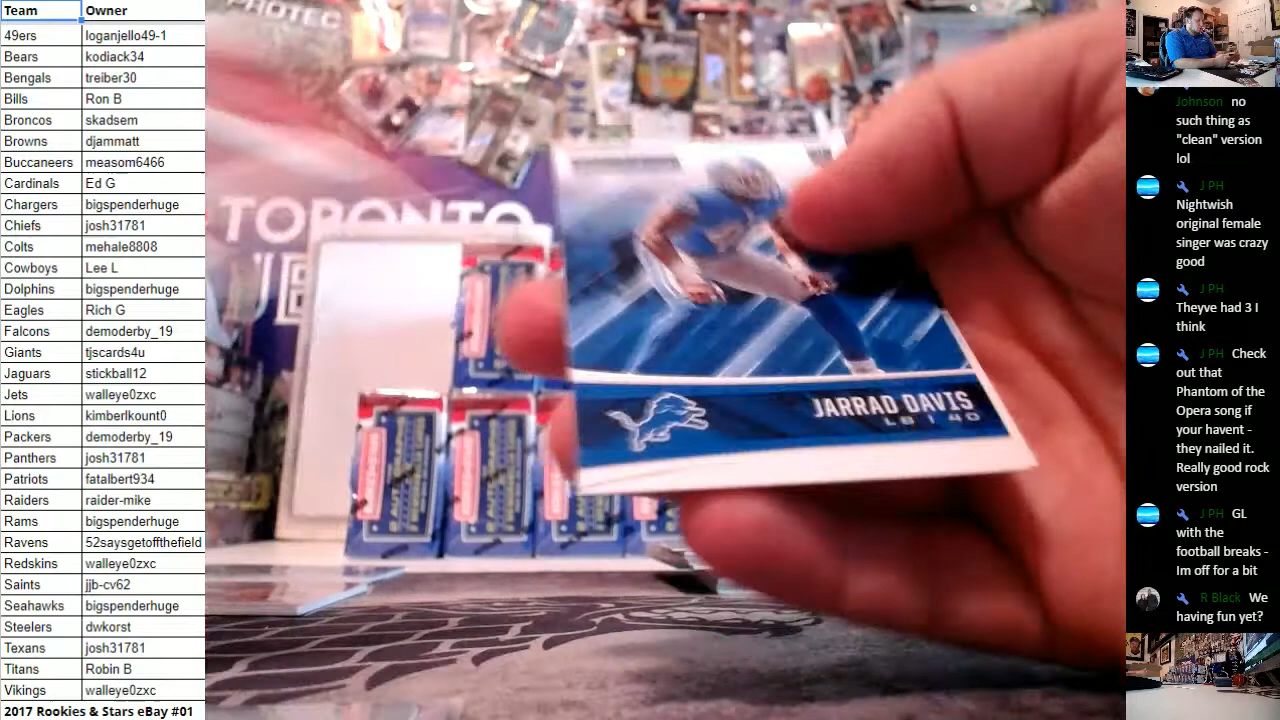 Team Owner
49ers loganjello49-1
Bears kodiack34
Bengals treiber30
Bills Ron B
Broncos skadsem
Browns djammatt
Buccaneers measom6466
Cardinals Ed G
Chargers bigspenderhuge
Chiefs josh31781
Colts mehale8808
Cowboys Lee L
Dolphins bigspenderhuge
Eagles Rich G
Falcons demoderby_19
Giants tjscards4u
Jaguars stickball12
Jets walleye0zxc
Lions kimberlkount0
Packers demoderby_19
Panthers josh31781
Patriots fatalbert934
Raiders raider-mike
Rams bigspenderhuge
Ravens 52saysgetoffthefield
Redskins walleye0zxc
Saints jjb-cv62
Seahawks bigspenderhuge
Steelers dwkorst
Texans josh31781
Titans Robin B
Vikings walleye0zxc
2017 Rookies & Stars eBay #01
PROTEC
TORONTO
JARRAD DAVIS
LB | 40
Johnson no
such thing as
"clean" version
lol
J PH
Nightwish
original female
singer was crazy
good
J PH
Theyve had 3 I
think
J PH Check
out that
Phantom of the
Opera song if
your havent -
they nailed it.
Really good rock
version
J PH GL
with the
football breaks -
Im off for a bit
R Black We
having fun yet?